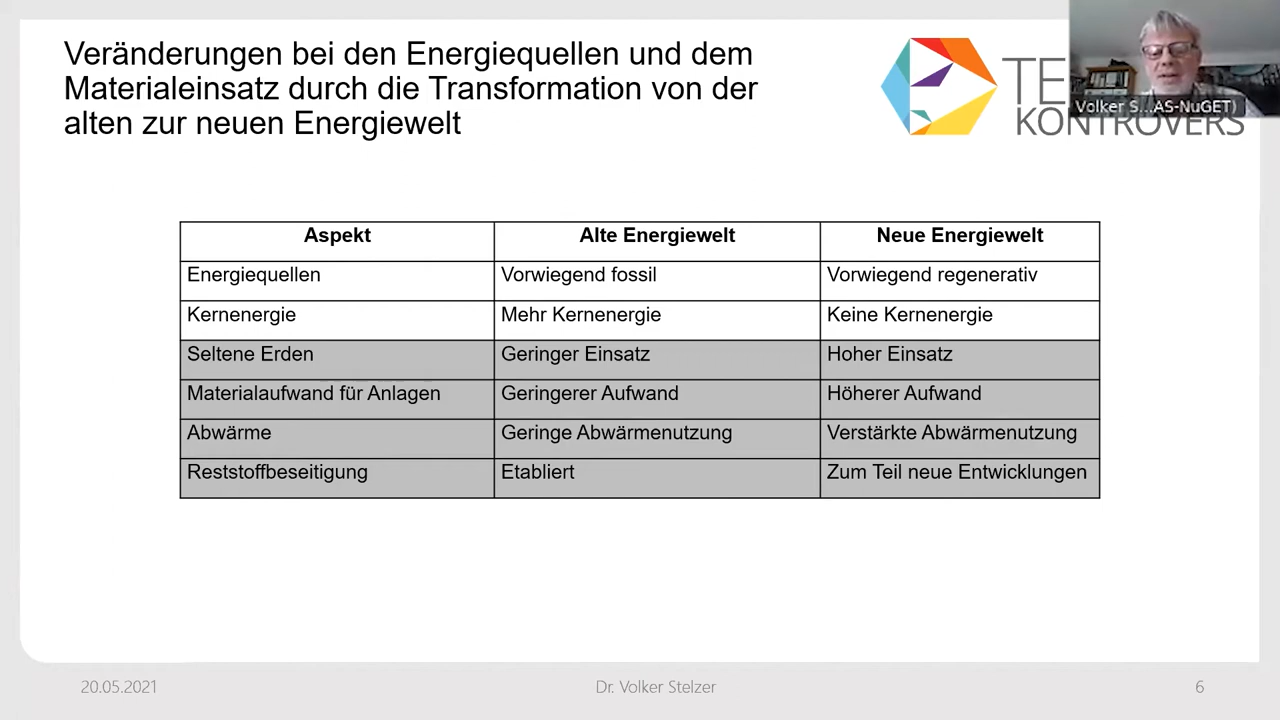 Veränderungen bei den Energiequellen und dem
Materialeinsatz durch die Transformation von der
alten zur neuen Energiewelt
TE
KONTROVERS
Volker S...AS-NuGET)
Aspekt Alte Energiewelt Neue Energiewelt
Energiequellen Vorwiegend fossil Vorwiegend regenerativ
Kernenergie Mehr Kernenergie Keine Kernenergie
Seltene Erden Geringer Einsatz Hoher Einsatz
Materialaufwand für Anlagen Geringerer Aufwand Höherer Aufwand
Abwärme Geringe Abwärmenutzung Verstärkte Abwärmenutzung
Reststoffbeseitigung Etabliert Zum Teil neue Entwicklungen
20.05.2021 Dr. Volker Stelzer 6